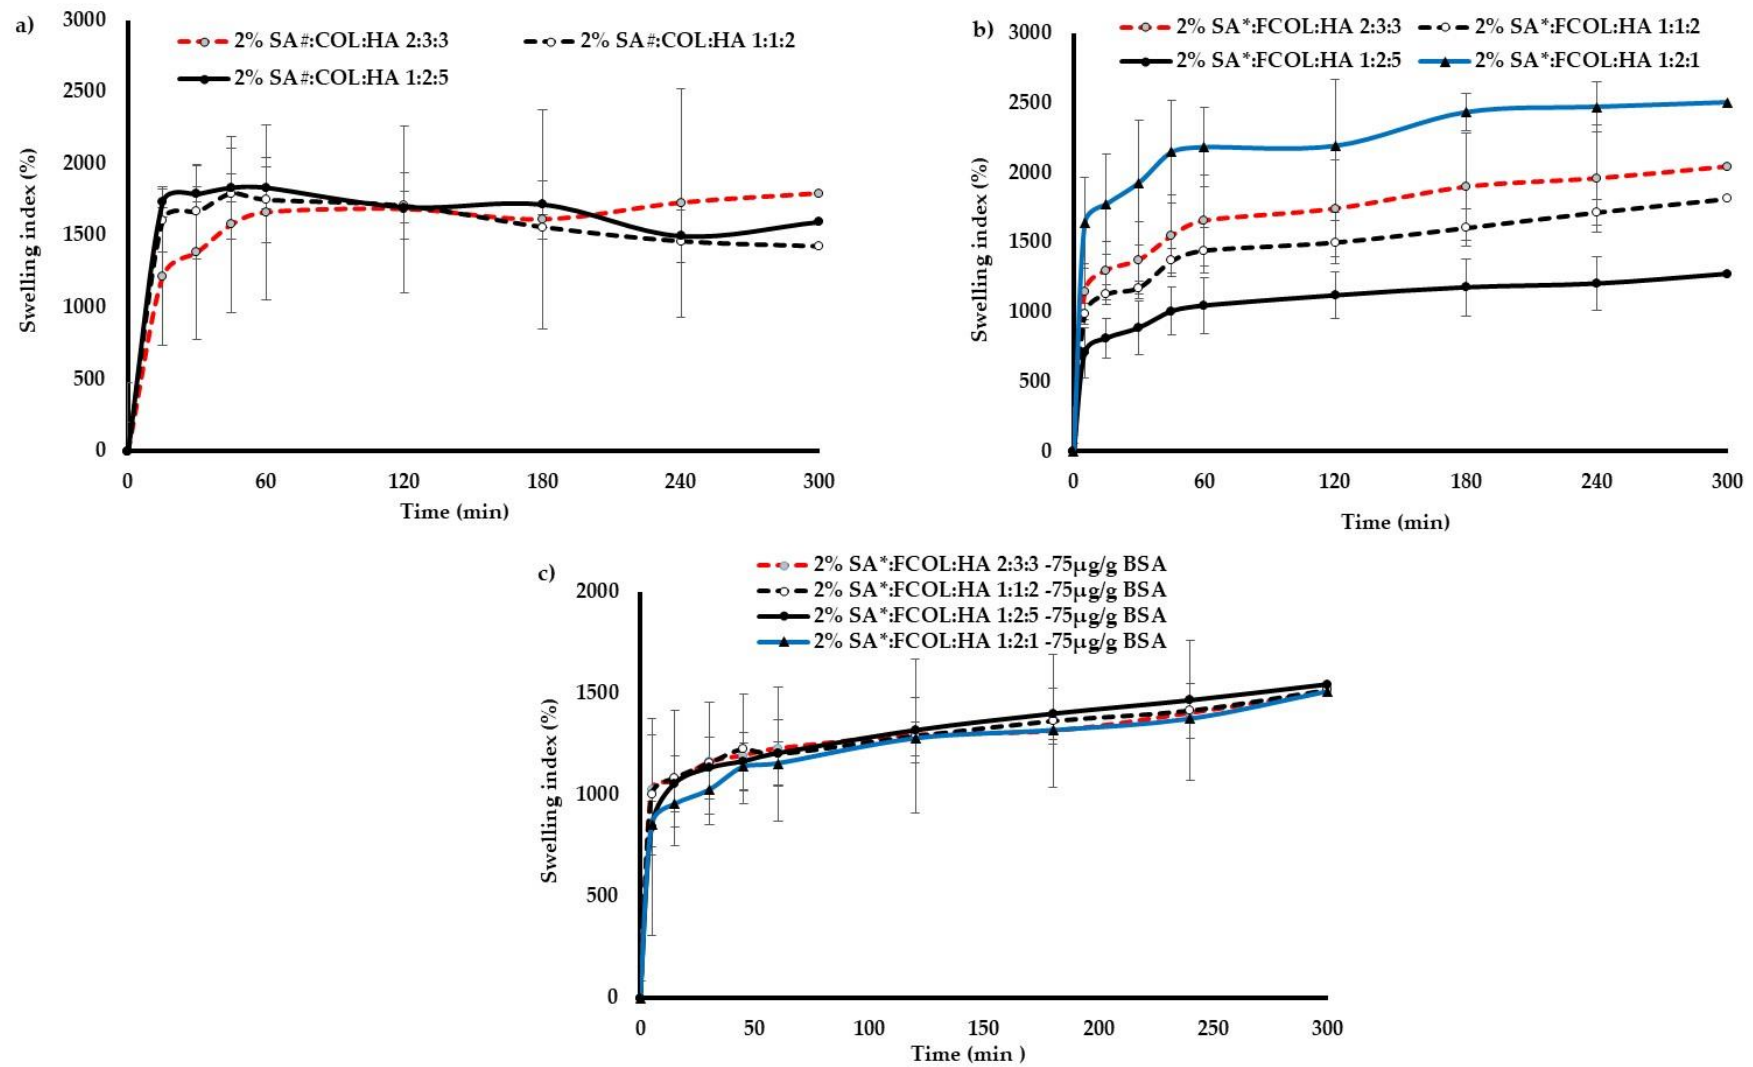 a)
3000
2500
2000
1500
1000
500
0
Swelling index (%)
2% SA#:COL:HA 2:3:3
2% SA#:COL:HA 1:1:2
2% SA#:COL:HA 1:2:5
0 60 120 180 240 300
Time (min)
b)
3000
2500
2000
1500
1000
500
0
Swelling index (%)
2% SA*:FCOL:HA 2:3:3
2% SA*:FCOL:HA 1:1:2
2% SA*:FCOL:HA 1:2:5
2% SA*:FCOL:HA 1:2:1
0 60 120 180 240 300
Time (min)
c)
2000
1500
1000
500
0
Swelling index (%)
2% SA*:FCOL:HA 2:3:3 -75µg/g BSA
2% SA*:FCOL:HA 1:1:2 -75µg/g BSA
2% SA*:FCOL:HA 1:2:5 -75µg/g BSA
2% SA*:FCOL:HA 1:2:1 -75µg/g BSA
0 50 100 150 200 250 300
Time (min )